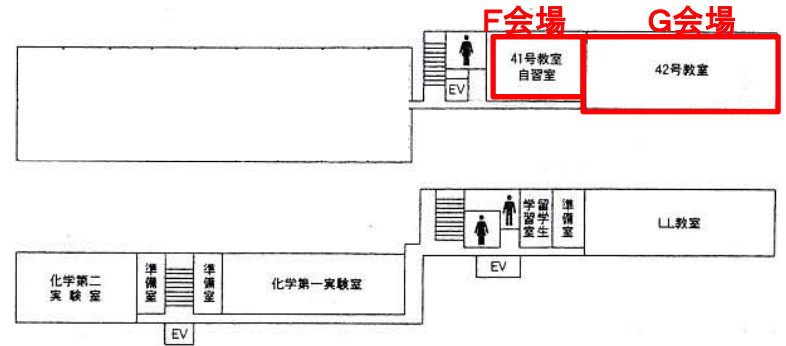 F会場
G会場
41号教室
自習室
42号教室
EV
留学生
学習室
準備室
LL教室
EV
化学第二
実験室
準備室
準備室
化学第一実験室
EV